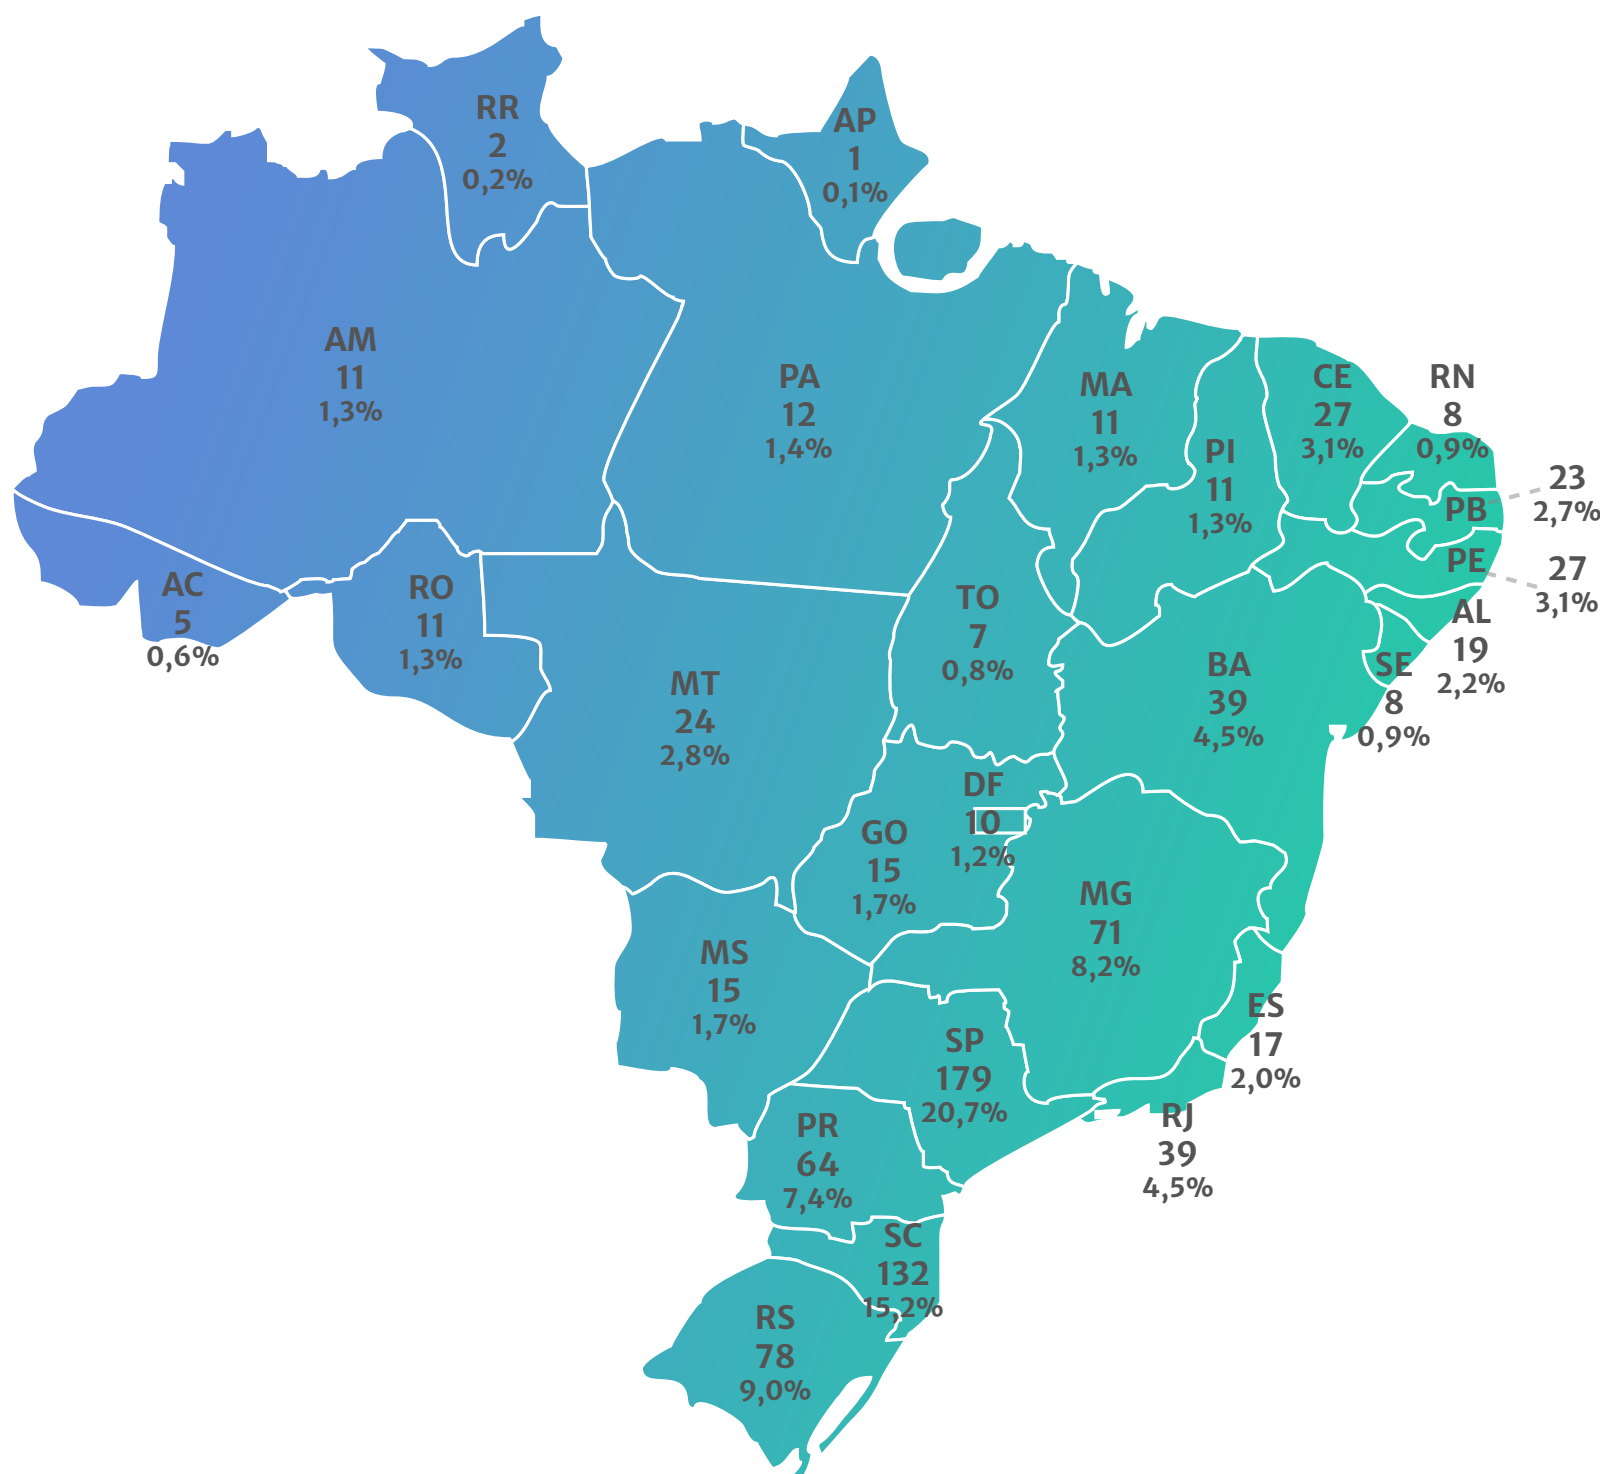 RR
2
0,2%
AP
1
0,1%
AM
11
1,3%
PA
12
1,4%
MA
11
1,3%
PI
11
1,3%
CE
27
3,1%
RN
8
0,9%
PB
23
2,7%
PE
27
3,1%
AL
19
2,2%
SE
8
0,9%
AC
5
0,6%
RO
11
1,3%
TO
7
0,8%
BA
39
4,5%
MT
24
2,8%
DF
10
1,2%
GO
15
1,7%
MG
71
8,2%
MS
15
1,7%
ES
17
2,0%
SP
179
20,7%
RJ
39
4,5%
PR
64
7,4%
SC
132
15,2%
RS
78
9,0%